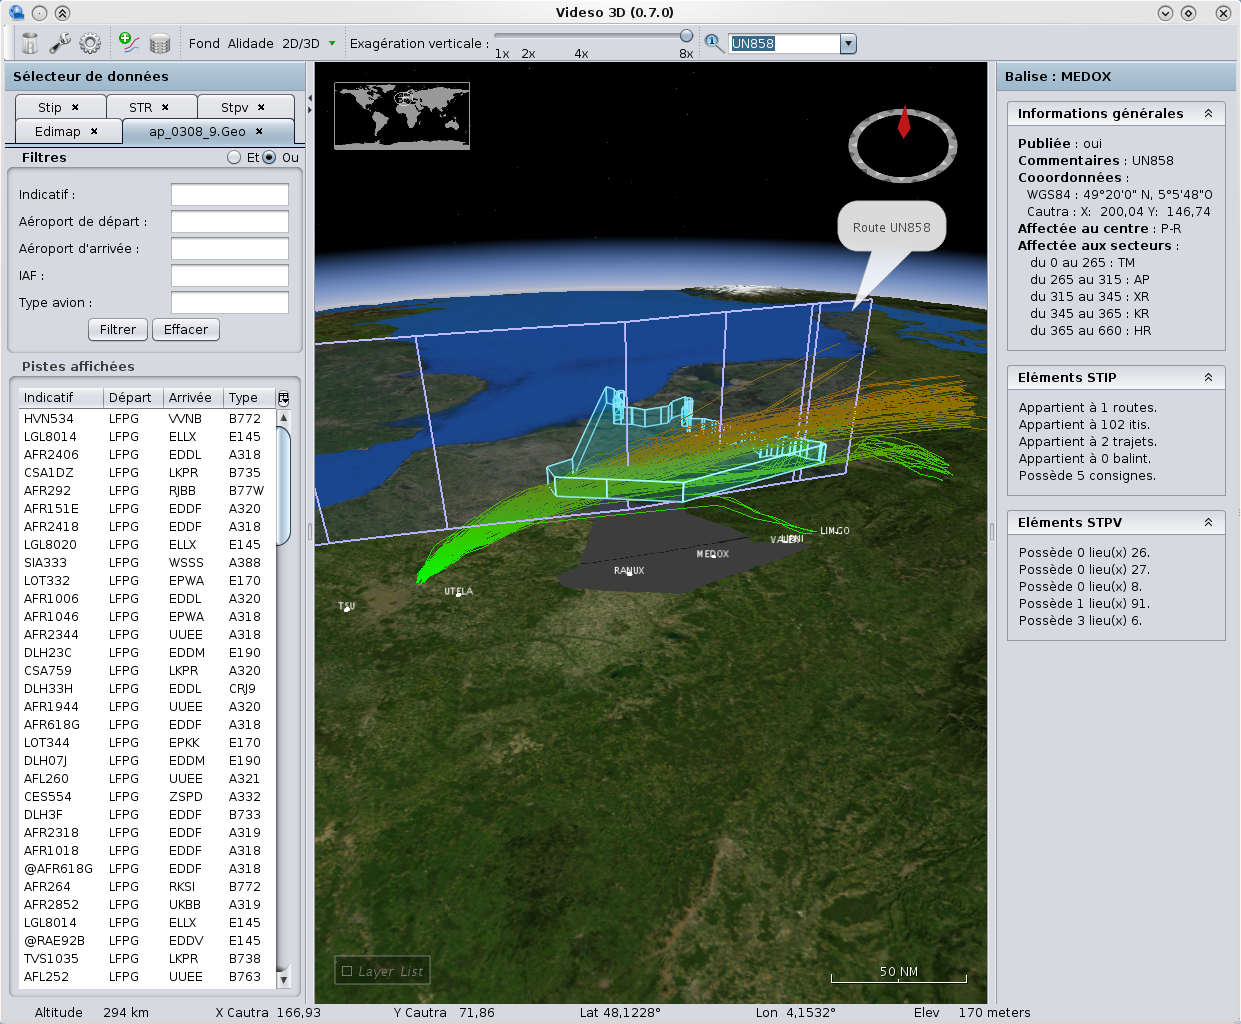 Videso 3D (0.7.0)
Fond Alidade 2D/3D Exagération verticale : 1x 2x 4x 8x UN858
Sélecteur de données
Stip × STR × Stpv ×
Edimap × ap_0308_9.Geo ×
Filtres Et Ou
Indicatif :
Aéroport de départ :
Aéroport d'arrivée :
IAF :
Type avion :
Filtrer Effacer
Pistes affichées
Indicatif Départ Arrivée Type
HVN534 LFPG VVNB B772
LGL8014 LFPG ELLX E145
AFR2406 LFPG EDDL A318
CSA1DZ LFPG LKPR B735
AFR292 LFPG RJBB B77W
AFR151E LFPG EDDF A320
AFR2418 LFPG EDDF A318
LGL8020 LFPG ELLX E145
SIA333 LFPG WSSS A388
LOT332 LFPG EPWA E170
AFR1006 LFPG EDDL A320
AFR1046 LFPG EPWA A318
AFR2344 LFPG UUEE A318
DLH23C LFPG EDDM E190
CSA759 LFPG LKPR A320
DLH33H LFPG EDDL CRJ9
AFR1944 LFPG UUEE A320
AFR618G LFPG EDDF A318
LOT344 LFPG EPKK E170
DLH07J LFPG EDDM E190
AFL260 LFPG UUEE A321
CES554 LFPG ZSPD A332
DLH3F LFPG EDDF B733
AFR2318 LFPG EDDF A319
AFR1018 LFPG EDDF A318
@AFR618G LFPG EDDF A318
AFR264 LFPG RKSI B772
AFR2852 LFPG UKBB A319
LGL8014 LFPG ELLX E145
@RAE92B LFPG EDDV E145
TVS1035 LFPG LKPR B738
AFL252 LFPG UUEE B763
Route UN858
LIMGO
MEDOX
RANUX
UTELA
TSU
Layer List
50 NM
Balise : MEDOX
Informations générales
Publiée : oui
Commentaires : UN858
Cooordonnées :
WGS84 : 49°20'0" N, 5°5'48"O
Cautra : X: 200,04 Y: 146,74
Affectée au centre : P-R
Affectée aux secteurs :
du 0 au 265 : TM
du 265 au 315 : AP
du 315 au 345 : XR
du 345 au 365 : KR
du 365 au 660 : HR
Eléments STIP
Appartient à 1 routes.
Appartient à 102 itis.
Appartient à 2 trajets.
Appartient à 0 balint.
Possède 5 consignes.
Eléments STPV
Possède 0 lieu(x) 26.
Possède 0 lieu(x) 27.
Possède 0 lieu(x) 8.
Possède 1 lieu(x) 91.
Possède 3 lieu(x) 6.
Altitude 294 km X Cautra 166,93 Y Cautra 71,86 Lat 48,1228° Lon 4,1532° Elev 170 meters